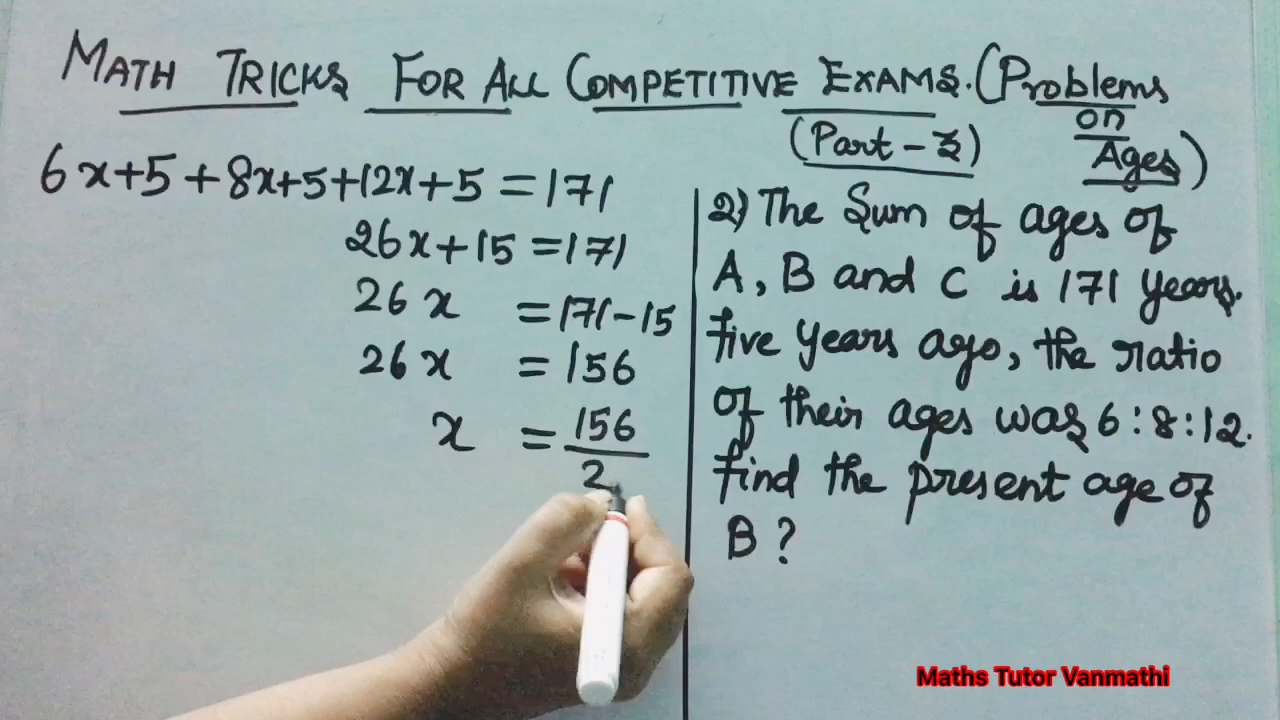 MATH TRICKS FOR ALL COMPETITIVE EXAMS. (Problems
on
(Part - 3) Ages)
6x+5+8x+5+12x+5 = 171
26x+15 = 171
26x = 171-15
26x = 156
x = 156
2
2) The Sum of ages of
A, B and C is 171 years.
five years ago, the ratio
of their ages was 6:8:12.
find the present age of
B?
Maths Tutor Vanmathi